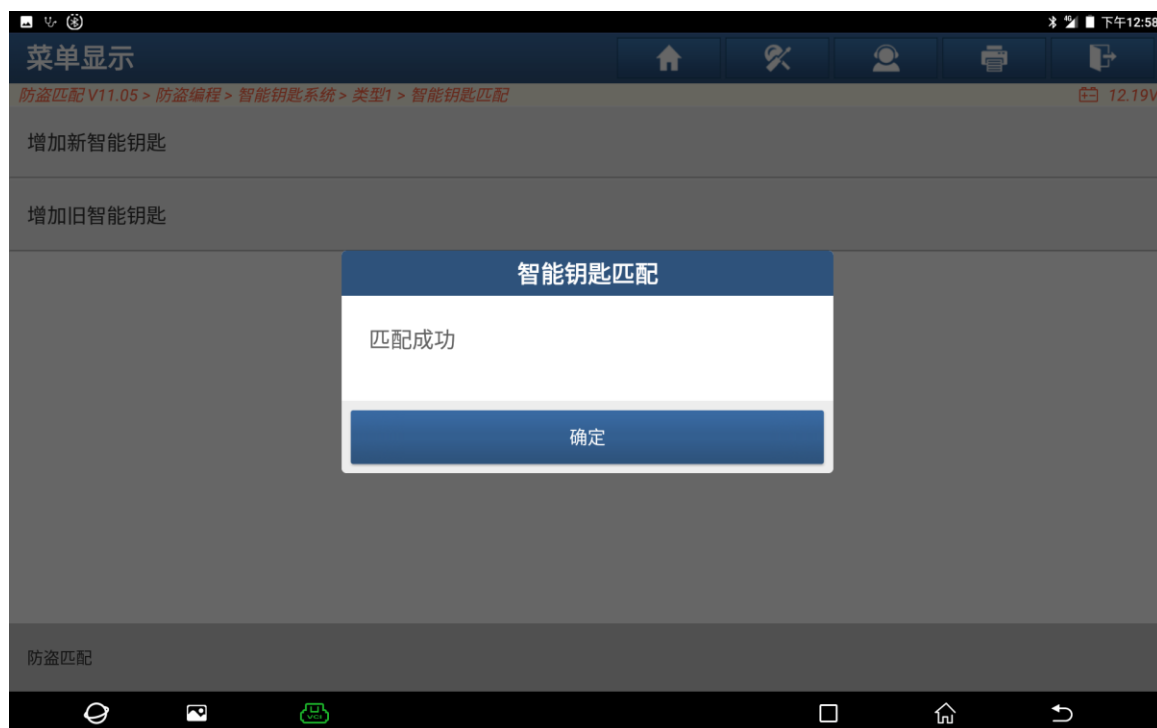 下午12:58
菜单显示
防盗匹配 V11.05 > 防盗编程 > 智能钥匙系统 > 类型1 > 智能钥匙匹配
12.19V
增加新智能钥匙
增加旧智能钥匙
智能钥匙匹配
匹配成功
确定
防盗匹配
VCI